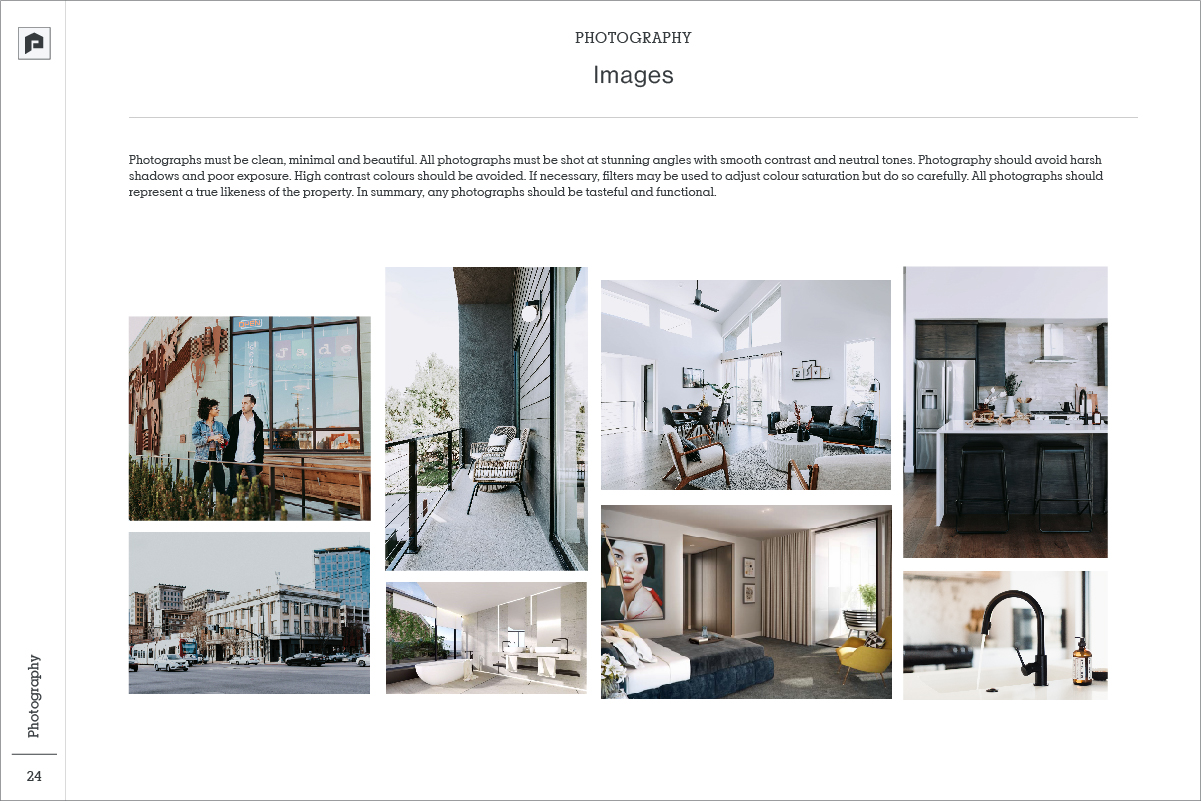 PHOTOGRAPHY
Images
Photographs must be clean, minimal and beautiful. All photographs must be shot at stunning angles with smooth contrast and neutral tones. Photography should avoid harsh
shadows and poor exposure. High contrast colours should be avoided. If necessary, filters may be used to adjust colour saturation but do so carefully. All photographs should
represent a true likeness of the property. In summary, any photographs should be tasteful and functional.
OPEN
Jade
Photography
24